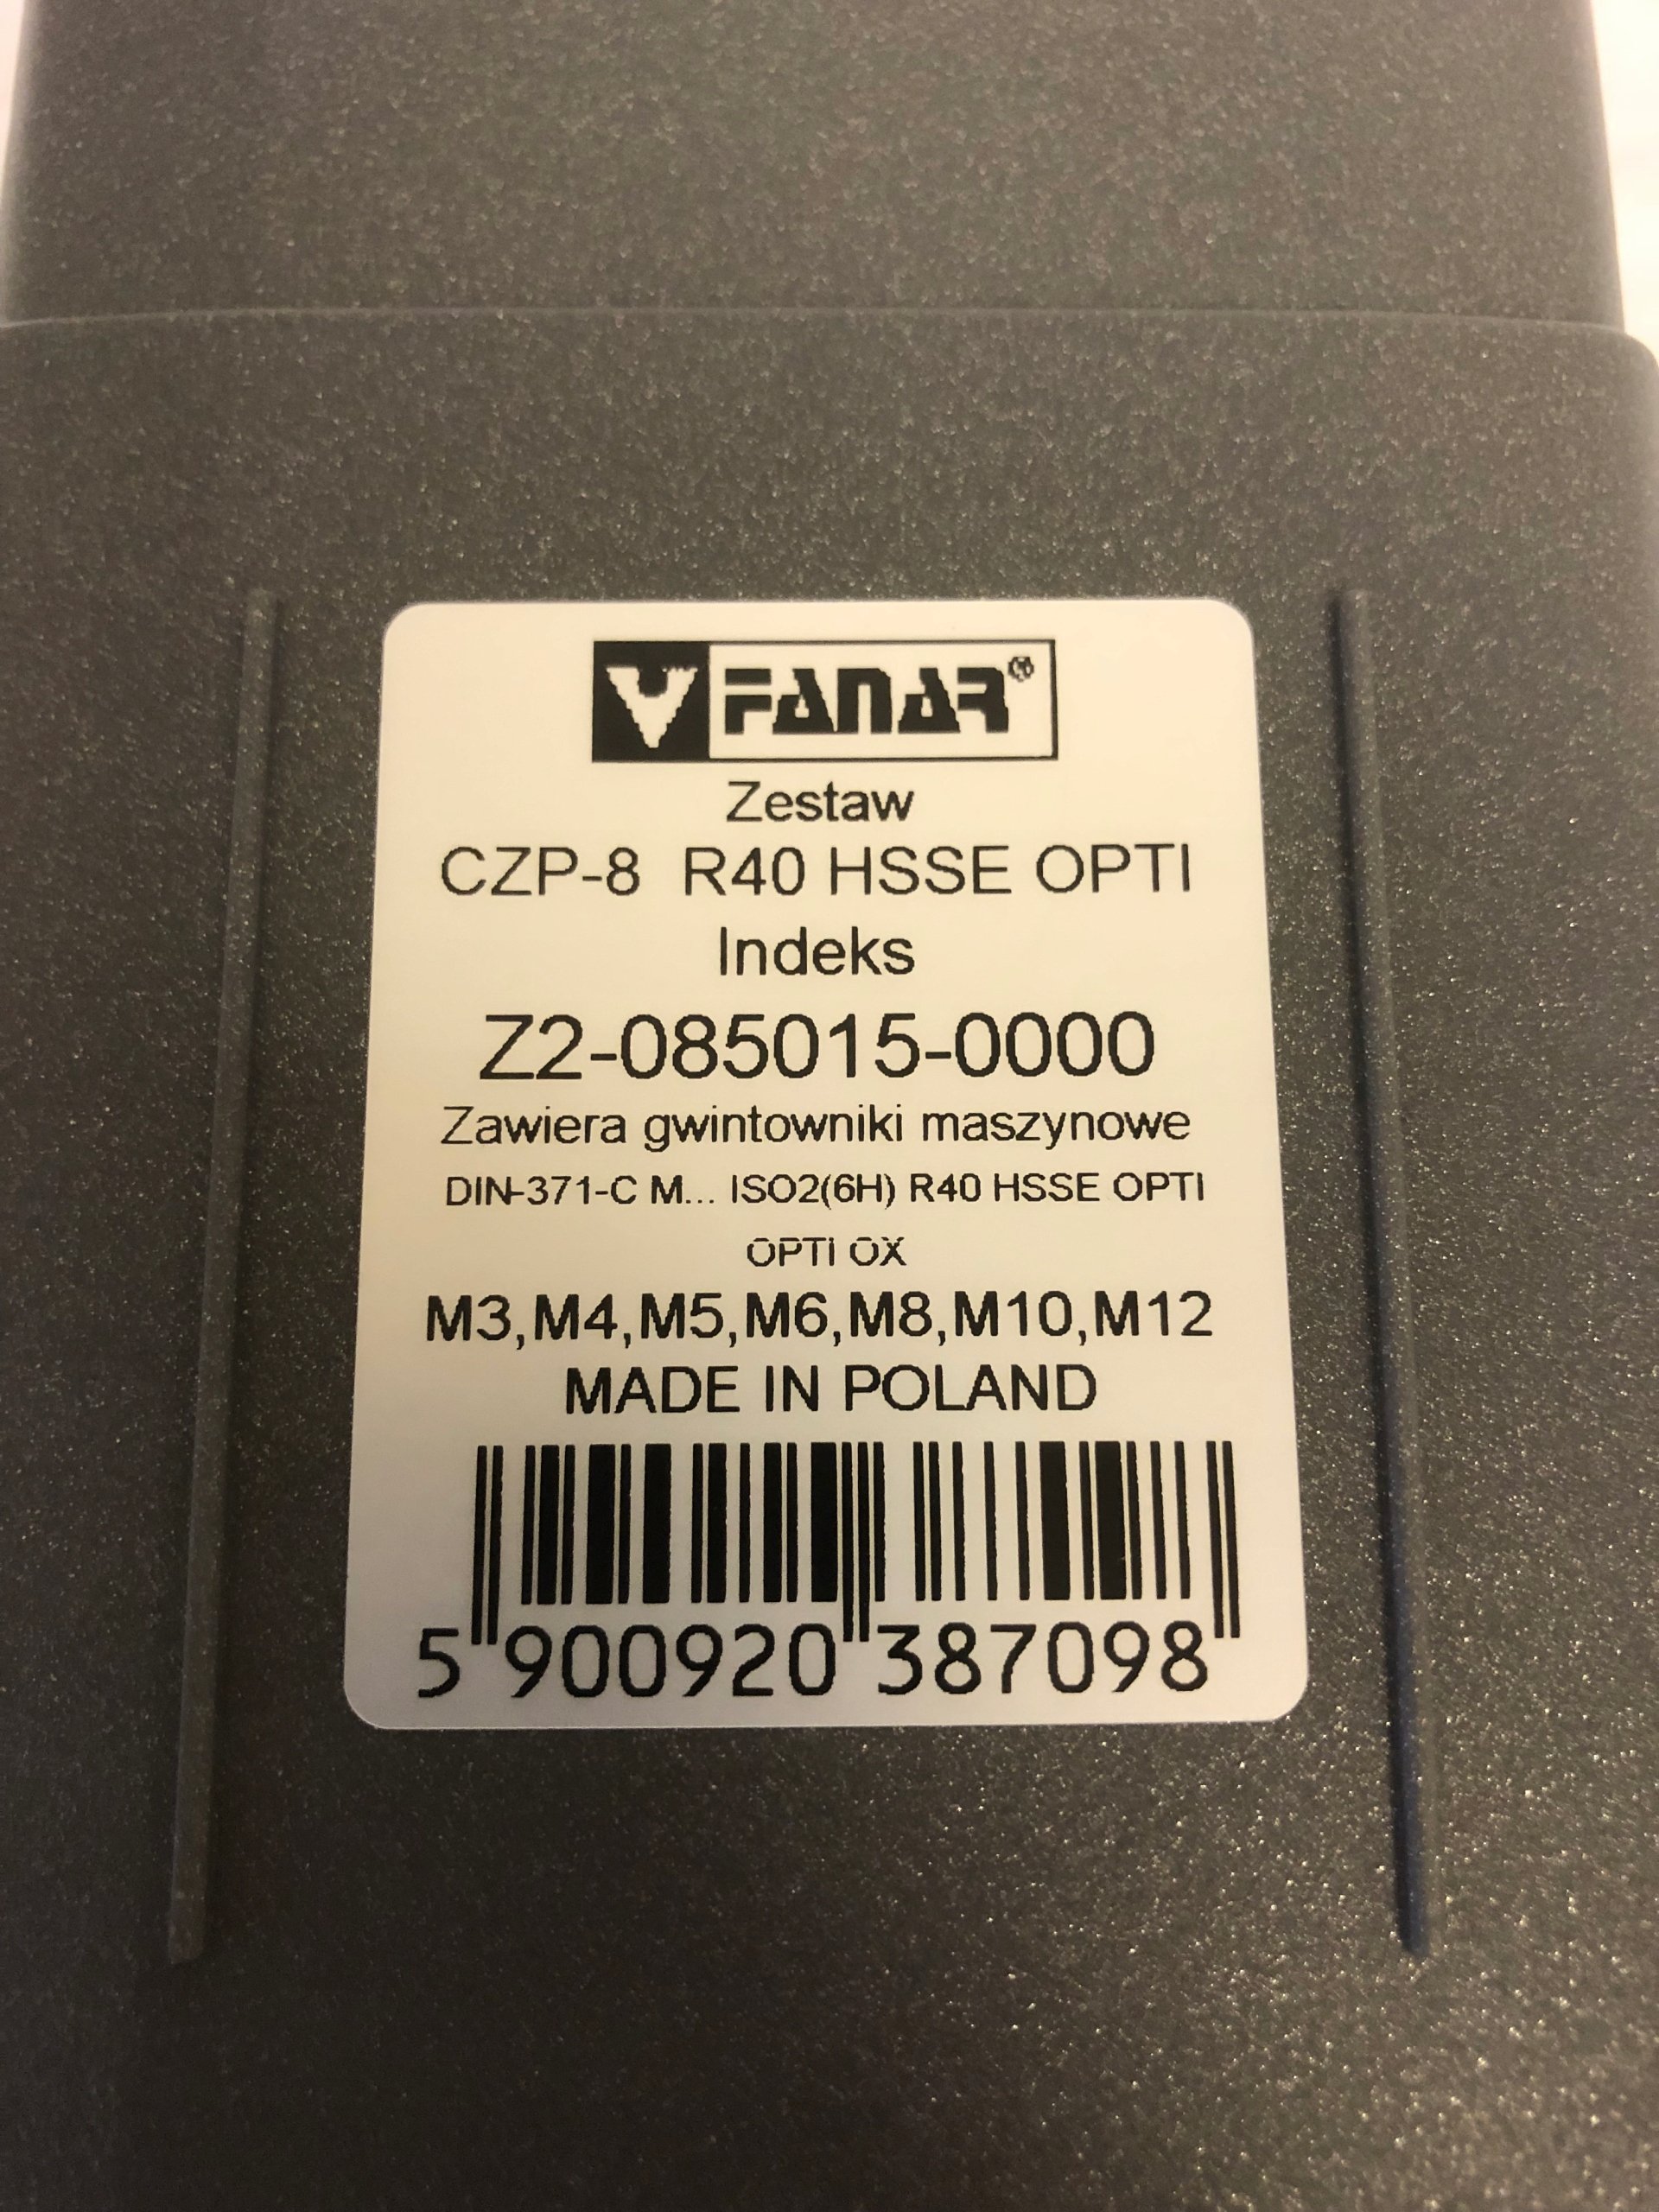 FANAR®
Zestaw
CZP-8 R40 HSSE OPTI
Indeks
Z2-085015-0000
Zawiera gwintowniki maszynowe
DIN-371-C M... ISO2(6H) R40 HSSE OPTI
OPTI OX
M3,M4,M5,M6,M8,M10,M12
MADE IN POLAND
5 900920 387098